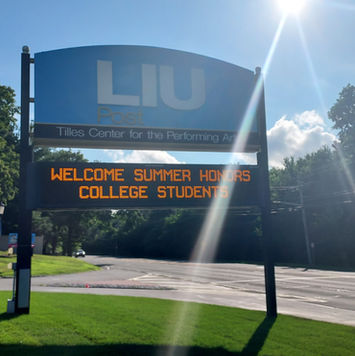 LIU
Post
Tilles Center for the Performing Arts
WELCOME SUMMER HONORS
COLLEGE STUDENTS